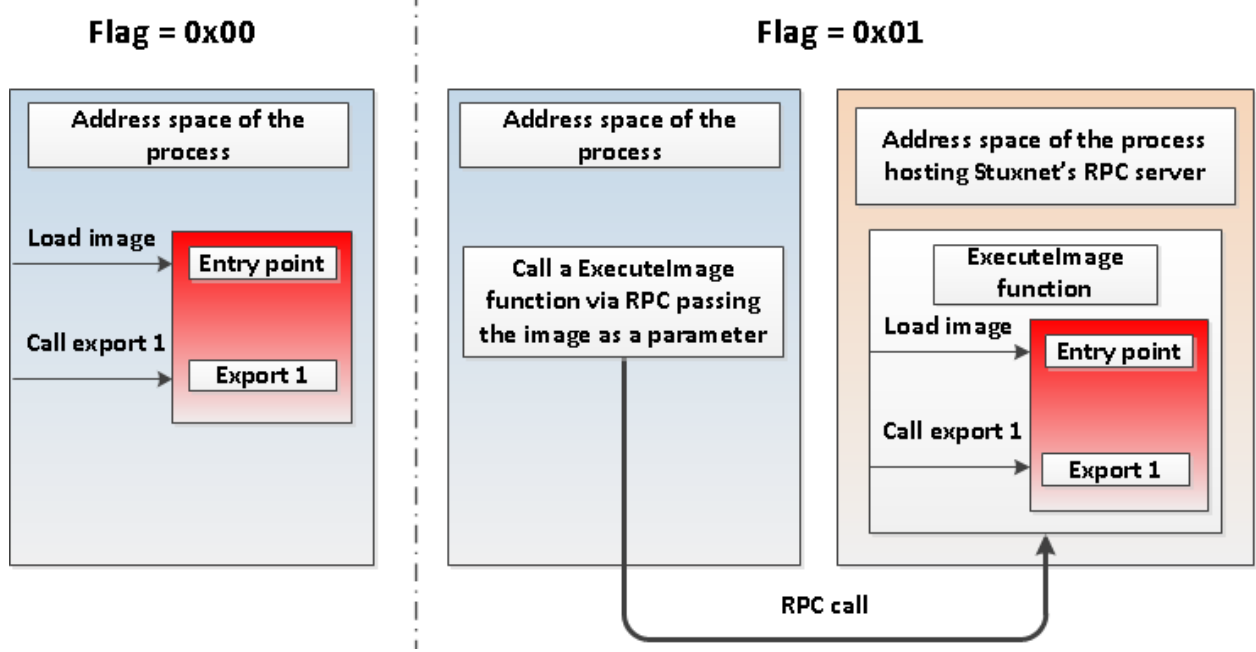 Flag = 0x00
Address space of the
process
Load image
Entry point
Call export 1
Export 1
Flag = 0x01
Address space of the
process
Call a ExecuteImage
function via RPC passing
the image as a parameter
Address space of the process
hosting Stuxnet's RPC server
ExecuteImage
function
Load image
Entry point
Call export 1
Export 1
RPC call